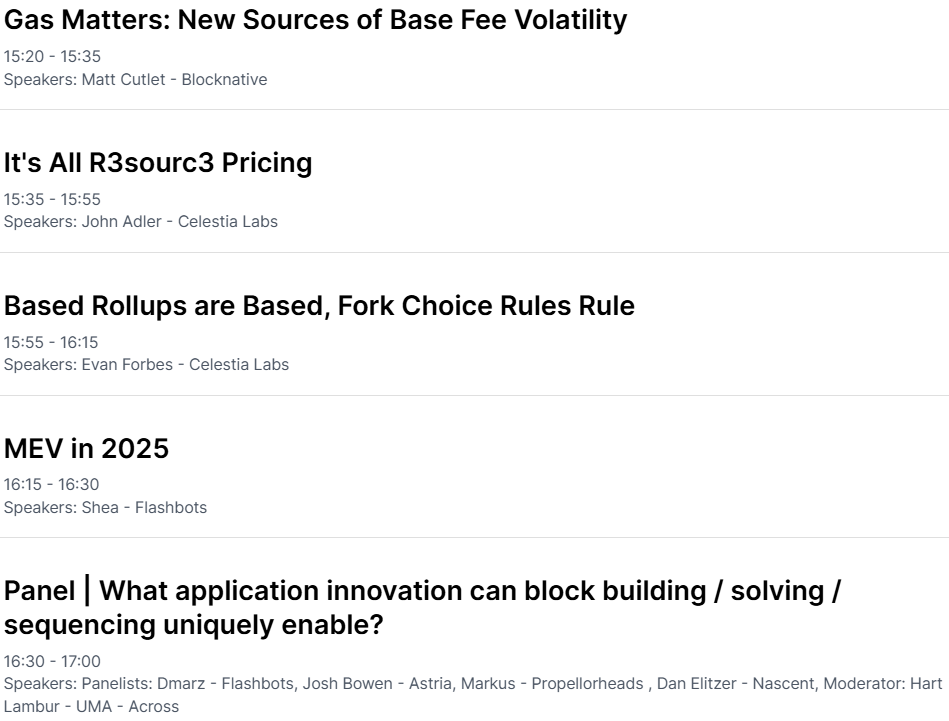 Gas Matters: New Sources of Base Fee Volatility
15:20 - 15:35
Speakers: Matt Cutlet - Blocknative
It's All R3sourc3 Pricing
15:35 - 15:55
Speakers: John Adler - Celestia Labs
Based Rollups are Based, Fork Choice Rules Rule
15:55 - 16:15
Speakers: Evan Forbes - Celestia Labs
MEV in 2025
16:15 - 16:30
Speakers: Shea - Flashbots
Panel | What application innovation can block building / solving /
sequencing uniquely enable?
16:30 - 17:00
Speakers: Panelists: Dmarz - Flashbots, Josh Bowen - Astria, Markus - Propellorheads , Dan Elitzer - Nascent, Moderator: Hart
Lambur - UMA - Across